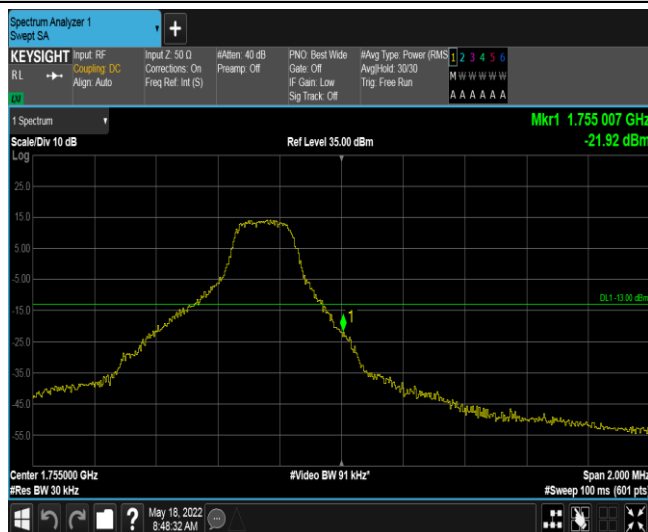 Spectrum Analyzer 1
Swept SA
+
KEYSIGHT
RL
LXI
Input: RF
Coupling: DC
Align: Auto
Input Z: 50 Ω
Corrections: On
Freq Ref: Int (S)
#Atten: 40 dB
Preamp: Off
PNO: Best Wide
Gate: Off
IF Gain: Low
Sig Track: Off
#Avg Type: Power (RMS
Avg|Hold: 30/30
Trig: Free Run
1 2 3 4 5 6
M W W W W W
A A A A A A
1 Spectrum
Mkr1 1.755 007 GHz
Scale/Div 10 dB
Ref Level 35.00 dBm
-21.92 dBm
Log
25.0
15.0
5.00
-5.00
DL1 -13.00 dBm
-15.0
1
-25.0
-35.0
-45.0
-55.0
Center 1.755000 GHz
#Video BW 91 kHz*
Span 2.000 MHz
#Res BW 30 kHz
#Sweep 100 ms (601 pts)
?
May 18, 2022
8:48:32 AM